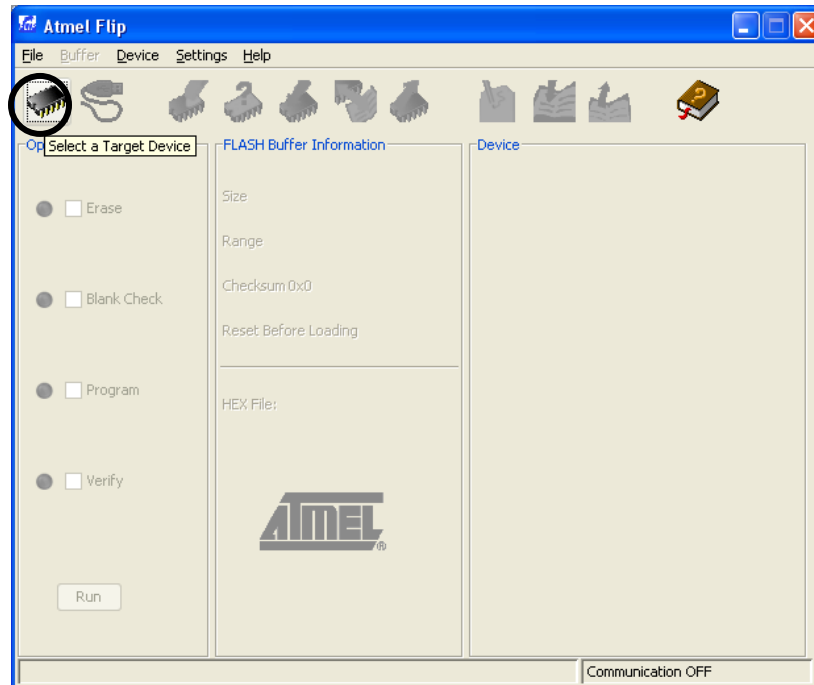 Atmel Flip
File Buffer Device Settings Help
Select a Target Device
Op
FLASH Buffer Information
Device
Erase
Blank Check
Program
Verify
Run
Size
Range
Checksum 0x0
Reset Before Loading
HEX File:
ATMEL
®
Communication OFF